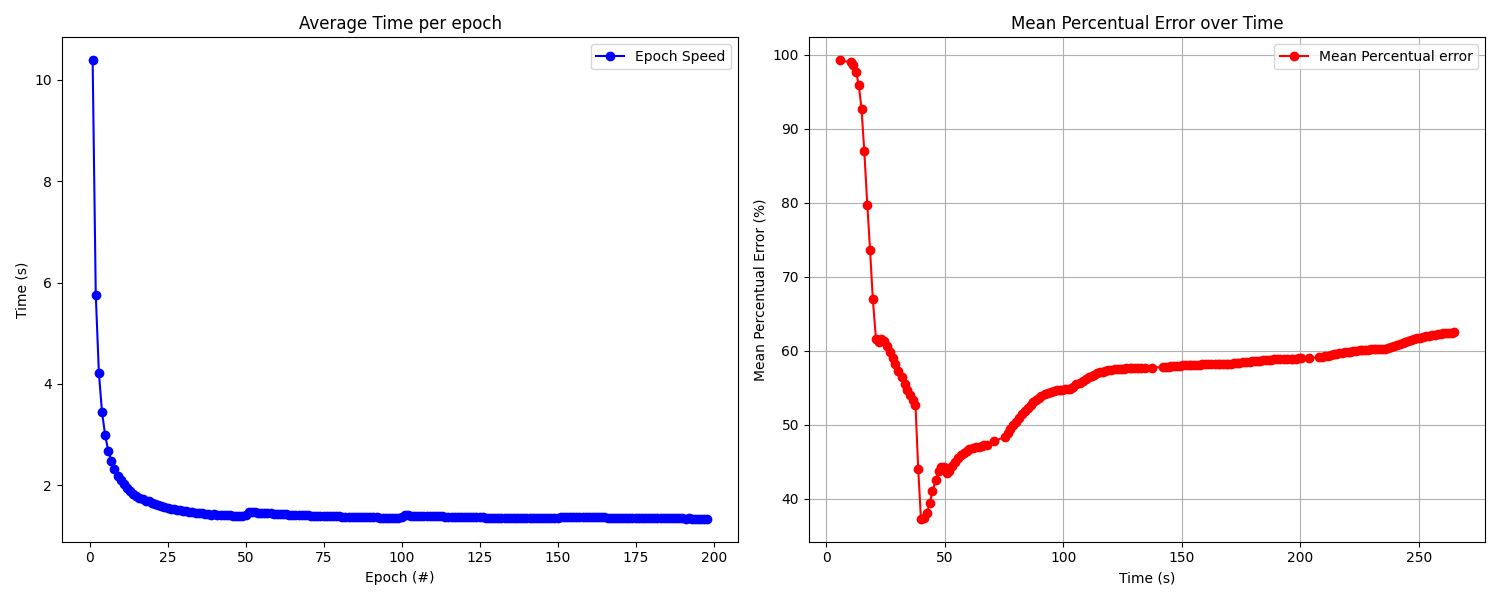 Average Time per epoch
Epoch Speed
10
8
6
4
2
Time (s)
0 25 50 75 100 125 150 175 200
Epoch (#)
Mean Percentual Error over Time
Mean Percentual error
100
90
80
70
60
50
40
Mean Percentual Error (%)
0 50 100 150 200 250
Time (s)